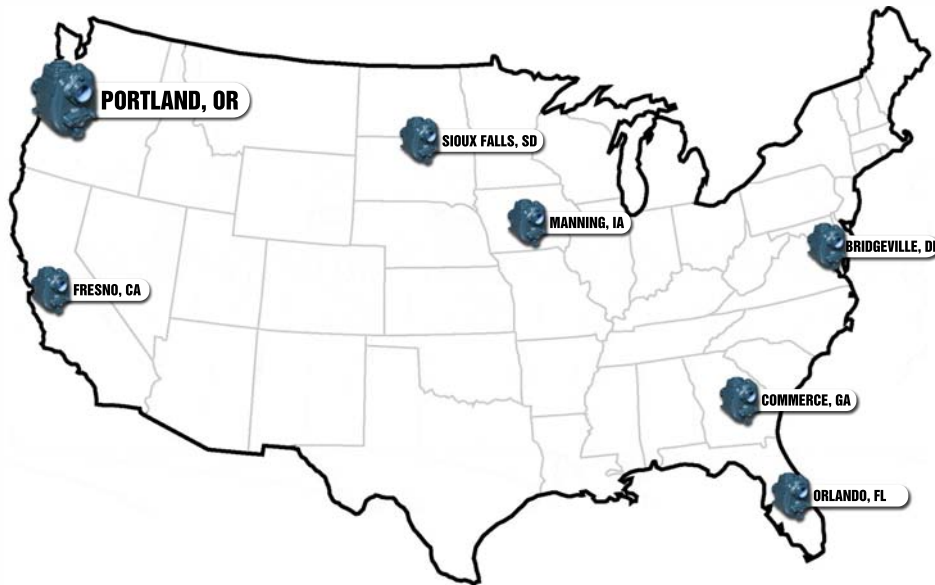 PORTLAND, OR
SIOUX FALLS, SD
MANNING, IA
BRIDGEVILLE, D
FRESNO, CA
COMMERCE, GA
ORLANDO, FL